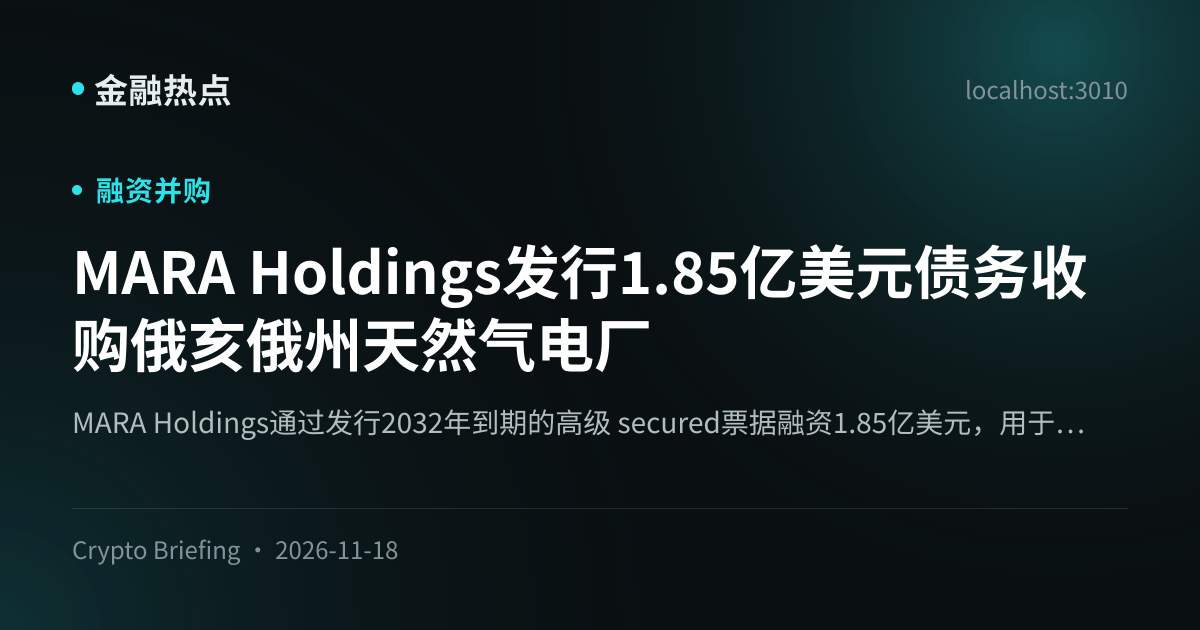 金融热点
localhost:3010
融资并购
MARA Holdings发行1.85亿美元债务收
购俄亥俄州天然气电厂
MARA Holdings通过发行2032年到期的高级 secured票据融资1.85亿美元，用于…
Crypto Briefing · 2026-11-18